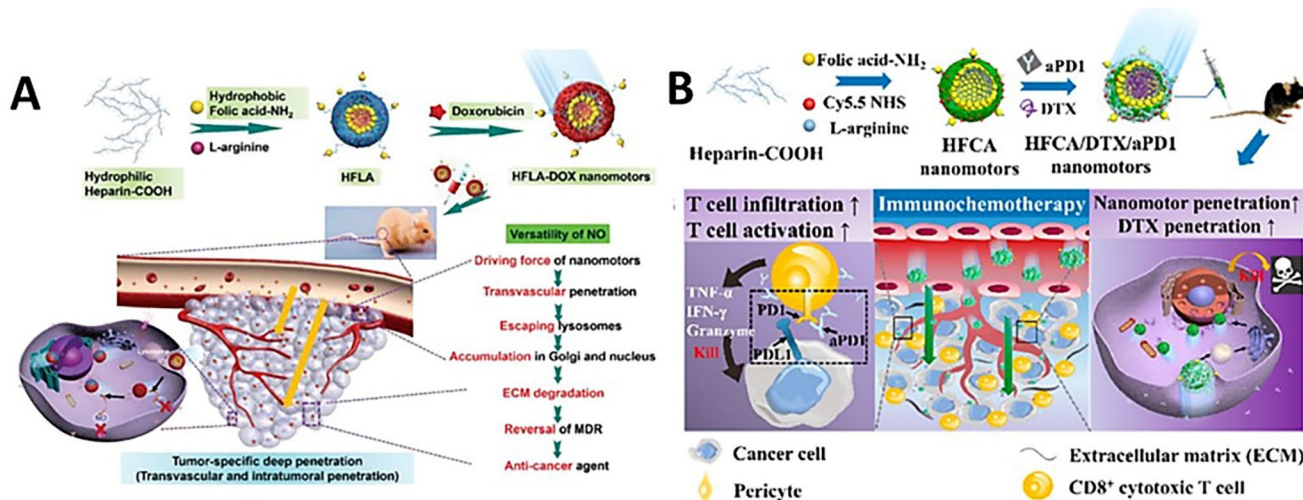 A
Hydrophobic
Folic acid-NH2
L-arginine
Doxorubicin
Hydrophilic
Heparin-COOH
HFLA
HFLA-DOX nanomotors
Versatility of NO
Driving force of nanomotors
Transvascular penetration
Escaping lysosomes
Accumulation in Golgi and nucleus
ECM degradation
Reversal of MDR
Anti-cancer agent
NO
Tumor-specific deep penetration
(Transvascular and intratumoral penetration)
B
Folic acid-NH2
Cy5.5 NHS
L-arginine
aPD1
DTX
Heparin-COOH
HFCA
nanomotors
HFCA/DTX/aPD1
nanomotors
T cell infiltration ↑
T cell activation ↑
Immunochemotherapy
Nanomotor penetration↑
DTX penetration ↑
TNF-α
IFN-γ
Granzyme
Kill
PD1
aPD1
PDL1
Kill
Cancer cell
Pericyte
Extracellular matrix (ECM)
CD8+ cytotoxic T cell